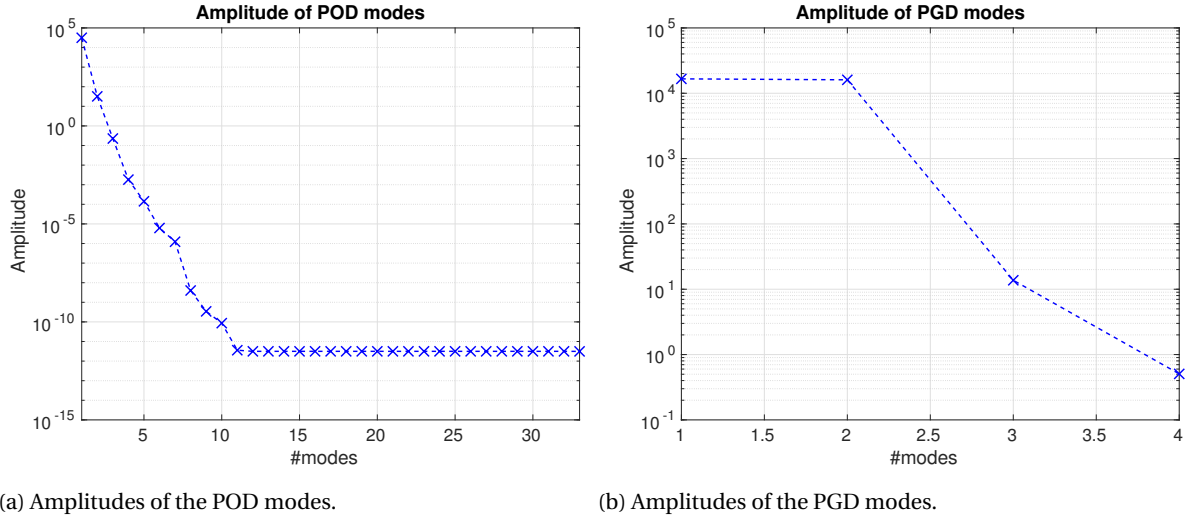 Amplitude of POD modes
10^5
10^0
10^-5
10^-10
10^-15
Amplitude
5 10 15 20 25 30
#modes
(a) Amplitudes of the POD modes.
Amplitude of PGD modes
10^5
10^4
10^3
10^2
10^1
10^0
10^-1
Amplitude
1 1.5 2 2.5 3 3.5 4
#modes
(b) Amplitudes of the PGD modes.